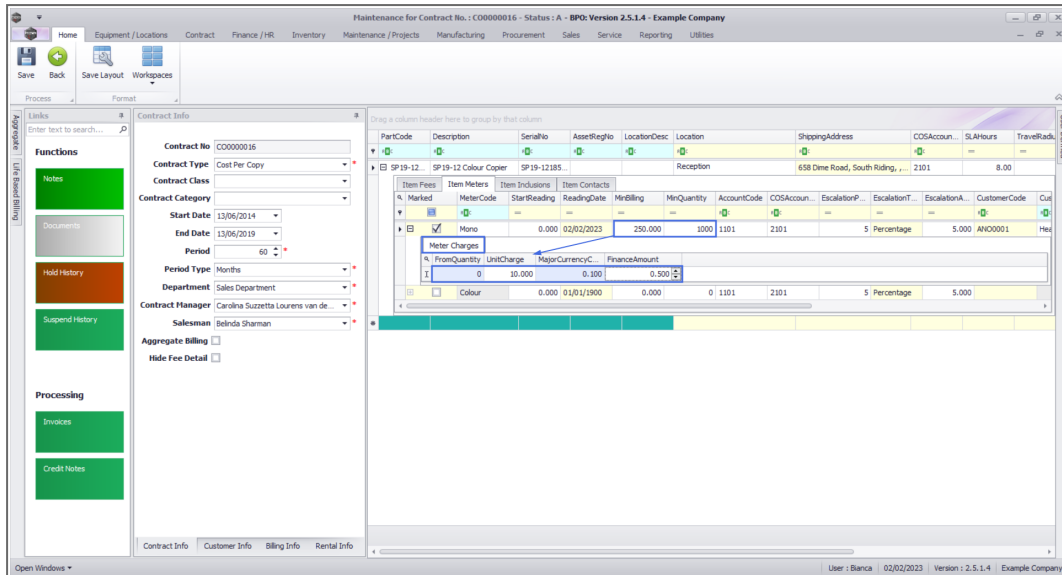 Maintenance for Contract No. : CO0000016 - Status : A - BPO: Version 2.5.1.4 - Example Company
Home Equipment / Locations Contract Finance / HR Inventory Maintenance / Projects Manufacturing Procurement Sales Service Reporting Utilities
Save Back Save Layout Workspaces
Process Format
Aggregate
Life Based Billing
Links
Enter text to search...
Functions
Notes
Documents
Hold History
Suspend History
Processing
Invoices
Credit Notes
Contract Info
Contract No CO0000016
Contract Type Cost Per Copy *
Contract Class
Contract Category
Start Date 13/06/2014
End Date 13/06/2019
Period 60 *
Period Type Months *
Department Sales Department *
Contract Manager Carolina Suzzetta Lourens van de... *
Salesman Belinda Sharman *
Aggregate Billing
Hide Fee Detail
Contract Info Customer Info Billing Info Rental Info
Drag a column header here to group by that column
PartCode Description SerialNo AssetRegNo LocationDesc Location ShippingAddress COSAccoun... SLAHours TravelRadiu
SP19-12... SP19-12 Colour Copier SP19-12185... Reception 658 Dime Road, South Riding, ,... 2101 8.00
Item Fees Item Meters Item Inclusions Item Contacts
Marked MeterCode StartReading ReadingDate MinBilling MinQuantity AccountCode COSAccoun... EscalationP... EscalationT... EscalationA... CustomerCode Cus
Mono 0.000 02/02/2023 250.000 1000 1101 2101 5 Percentage 5.000 ANO0001 Hea
Meter Charges
FromQuantity UnitCharge MajorCurrencyC... FinanceAmount
0 10.000 0.100 0.500
Colour 0.000 01/01/1900 0.000 0 1101 2101 5 Percentage 5.000
Open Windows User : Bianca 02/02/2023 Version : 2.5.1.4 Example Company